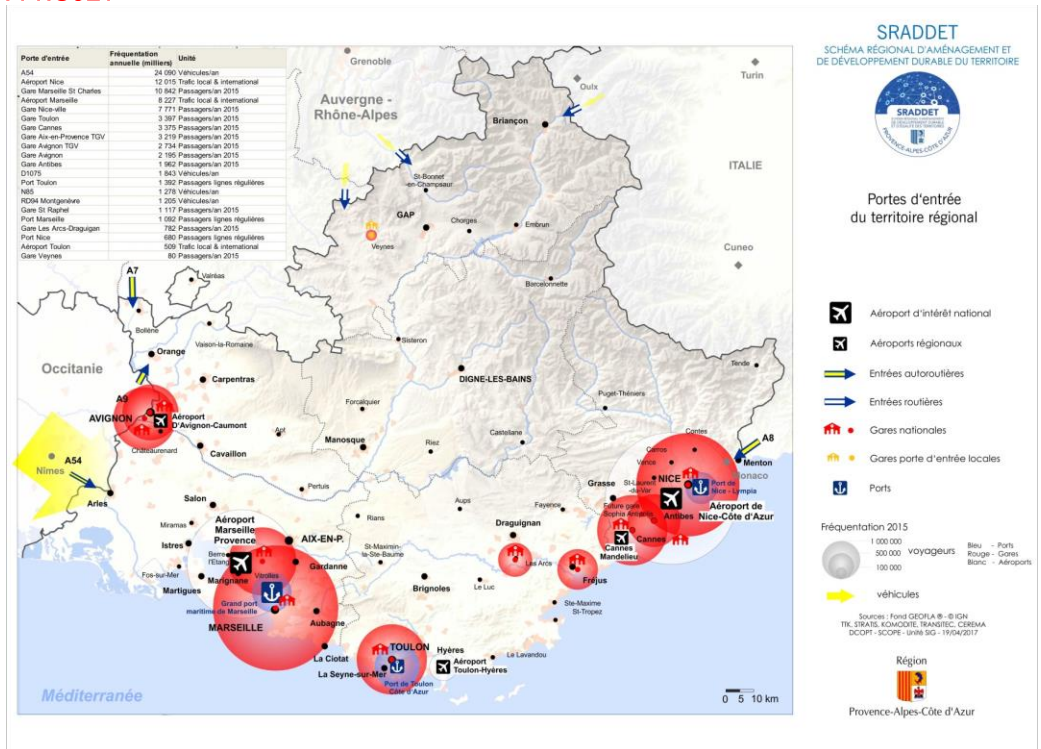 Porte d'entrée Fréquentation annuelle (milliers) Unité
A54 24 090 Véhicules/an
Aéroport Nice 12 015 Trafic local & international
Gare Marseille St Charles 10 842 Passagers/an 2015
Aéroport Marseille 8 227 Trafic local & international
Gare Nice-ville 7 771 Passagers/an 2015
Gare Toulon 3 397 Passagers/an 2015
Gare Cannes 3 375 Passagers/an 2015
Gare Aix-en-Provence TGV 3 219 Passagers/an 2015
Gare Avignon TGV 2 734 Passagers/an 2015
Gare Avignon 2 195 Passagers/an 2015
Gare Antibes 1 962 Passagers/an 2015
D1075 1 843 Véhicules/an
Port Toulon 1 392 Passagers lignes régulières
N85 1 278 Véhicules/an
RD94 Montgenèvre 1 205 Véhicules/an
Gare St Raphel 1 117 Passagers/an 2015
Port Marseille 1 092 Passagers lignes régulières
Gare Les Arcs-Draguigan 782 Passagers/an 2015
Port Nice 680 Passagers lignes régulières
Aéroport Toulon 509 Trafic local & international
Gare Veynes 80 Passagers/an 2015
Grenoble
Oulx
Turin
Auvergne -
Rhône-Alpes
Briançon
ITALIE
St-Bonnet
-en-Champsaur
GAP
Chorges
Embrun
Veynes
Cuneo
Barcelonnette
A7
Valréas
Bollène
Vaison-la-Romaine
Orange
Sisteron
Tende
Occitanie
Carpentras
DIGNE-LES-BAINS
Puget-Théniers
A9
AVIGNON
Aéroport
D'Avignon-Caumont
Forcalquier
Châteaurenard
Apt
Manosque
Riez
Castellane
Contes
Carros
A8
Cavaillon
Vence
Menton
Monaco
Nîmes
A54
Arles
Pertuis
NICE
St-Laurent
-du-Var
Port de
Nice - Lympia
Grasse
Salon
Aups
Fayence
Future gare
Sophia Antipolis
Antibes
Aéroport de
Nice-Côte d'Azur
Miramas
Aéroport
Marseille
Provence
Rians
Draguignan
Cannes
Cannes
Mandelieu
Istres
Berre
l'Etang
AIX-EN-P.
St-Maximin-
la-Ste-Baume
Les Arcs
Fos-sur-Mer
Marignane
Vitrolles
Gardanne
Fréjus
Martigues
Brignoles
Le Luc
Grand port
maritime de Marseille
Ste-Maxime
St-Tropez
MARSEILLE
Aubagne
La Ciotat
TOULON
Hyères
Le Lavandou
La Seyne-sur-Mer
Aéroport
Toulon-Hyères
Port de Toulon
Côte d'Azur
Méditerranée
0 5 10 km
SRADDET
SCHÉMA RÉGIONAL D'AMÉNAGEMENT ET
DE DÉVELOPPEMENT DURABLE DU TERRITOIRE
SRADDET
PROVENCE-ALPES-CÔTE D'AZUR
Portes d'entrée
du territoire régional
Aéroport d'intérêt national
Aéroports régionaux
Entrées autoroutières
Entrées routières
Gares nationales
Gares porte d'entrée locales
Ports
Fréquentation 2015
1 000 000
500 000
100 000
voyageurs
Bleu - Ports
Rouge - Gares
Blanc - Aéroports
véhicules
Sources : Fond GEOFLA ® - © IGN
TIK, STRATIS, KOMODITE, TRANSITEC, CEREMA
DCOPT - SCOPE - Unité SIG - 19/04/2017
Région
Provence-Alpes-Côte d'Azur